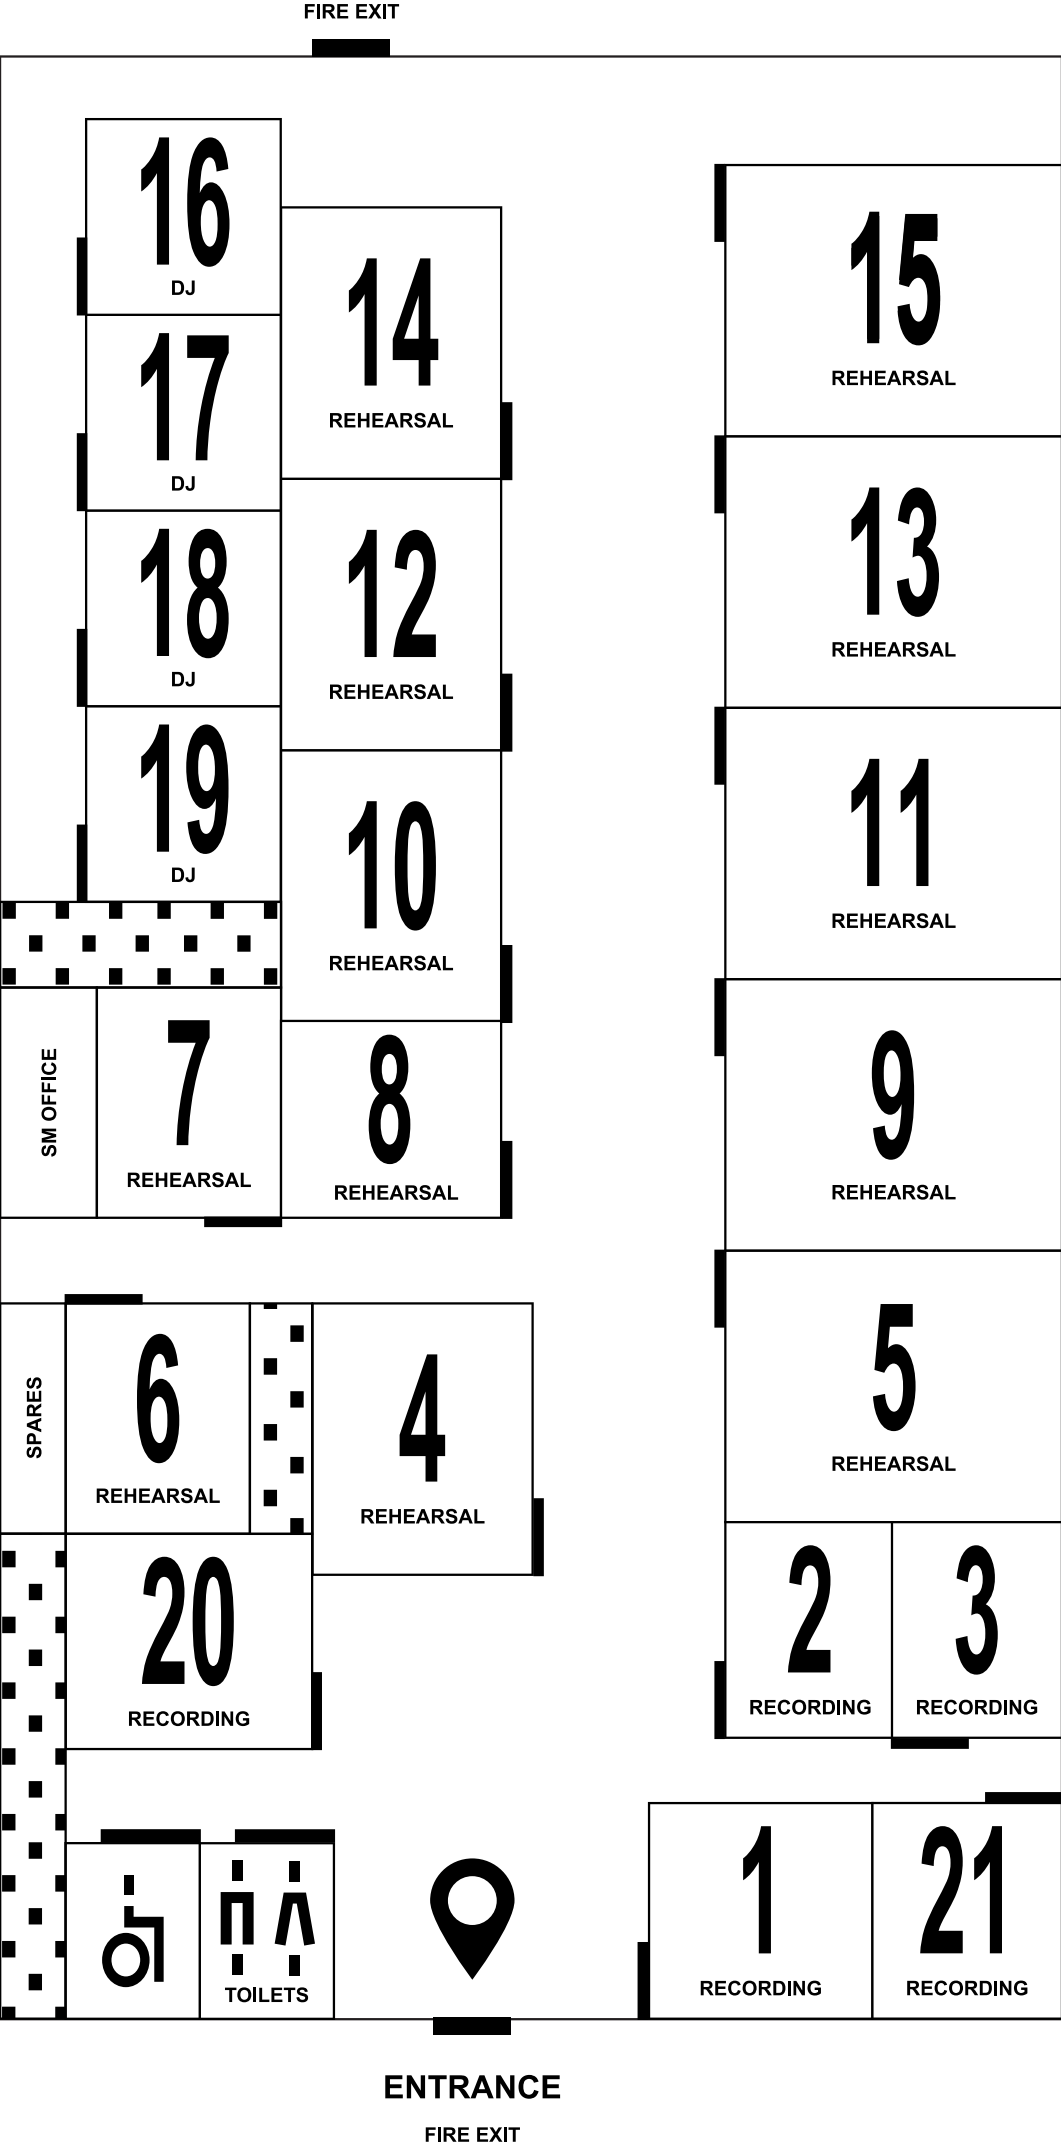 FIRE EXIT
16
DJ
14
REHEARSAL
15
REHEARSAL
17
DJ
18
DJ
12
REHEARSAL
13
REHEARSAL
19
DJ
10
REHEARSAL
11
REHEARSAL
SM OFFICE
7
REHEARSAL
8
REHEARSAL
9
REHEARSAL
SPARES
6
REHEARSAL
4
REHEARSAL
5
REHEARSAL
20
RECORDING
2
RECORDING
3
RECORDING
TOILETS
1
RECORDING
21
RECORDING
ENTRANCE
FIRE EXIT